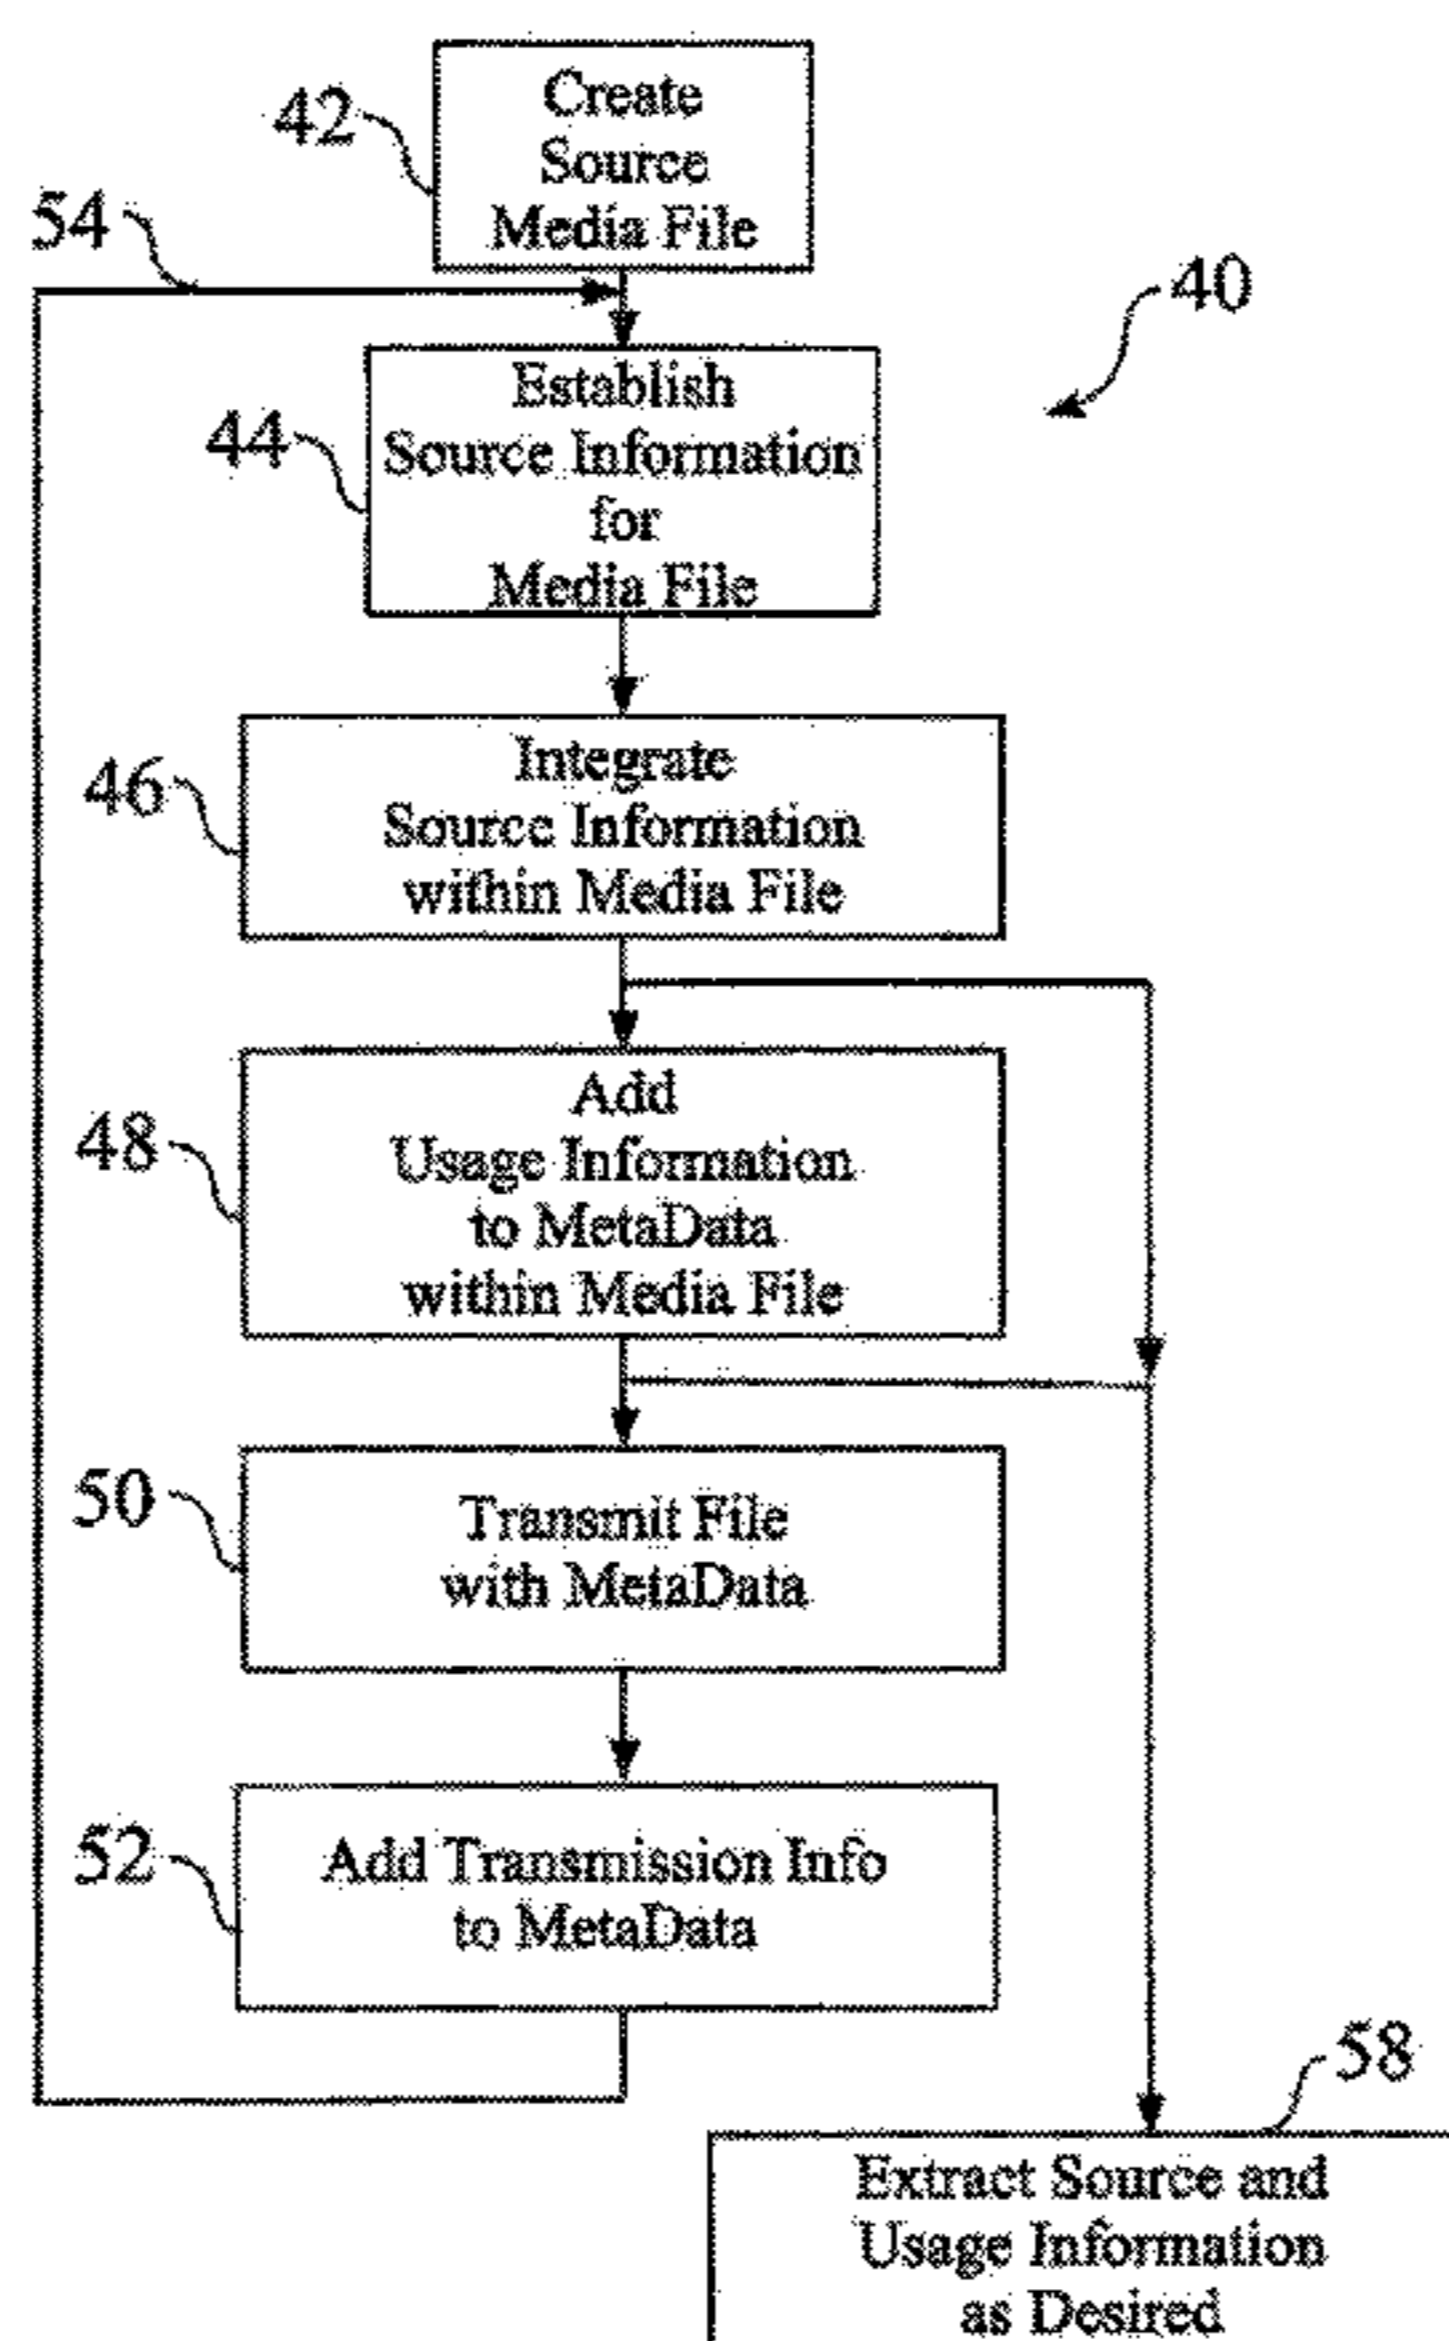 42
Create
Source
Media File
54
40
44
Establish
Source Information
for
Media File
46
Integrate
Source Information
within Media File
48
Add
Usage Information
to MetaData
within Media File
50
Transmit File
with MetaData
52
Add Transmission Info
to MetaData
58
Extract Source and
Usage Information
as Desired